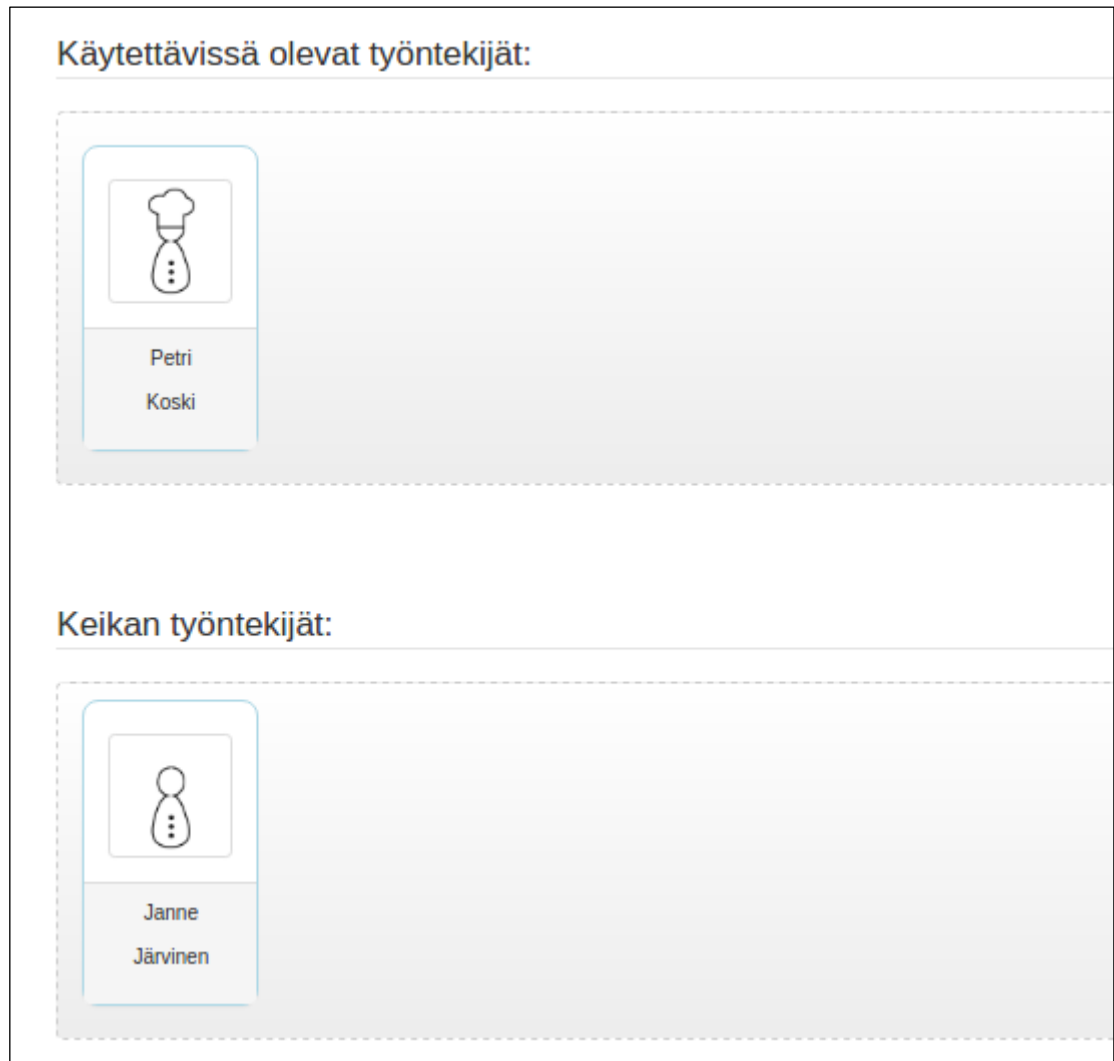 Käytettävissä olevat työntekijät:
Petri
Koski
Keikan työntekijät:
Janne
Järvinen